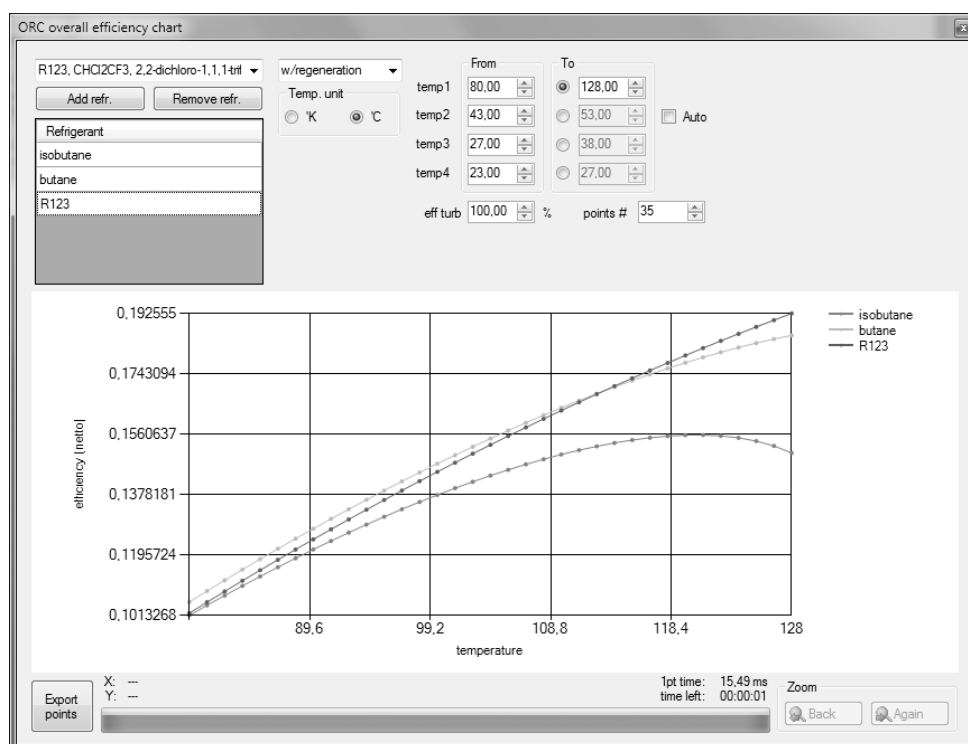 ORC overall efficiency chart
R123, CHCl2CF3, 2,2-dichloro-1,1,1-trif
w/regeneration
Add refr.
Remove refr.
Temp. unit
'K
'C
Refrigerant
isobutane
butane
R123
From
To
temp1 80,00 128,00
temp2 43,00 53,00 Auto
temp3 27,00 38,00
temp4 23,00 27,00
eff turb 100,00 % points # 35
0,192555
0,1743094
0,1560637
0,1378181
0,1195724
0,1013268
efficiency [netto]
89,6 99,2 108,8 118,4 128
temperature
isobutane
butane
R123
Export points
X: ---
Y: ---
1pt time: 15,49 ms
time left: 00:00:01
Zoom
Back
Again